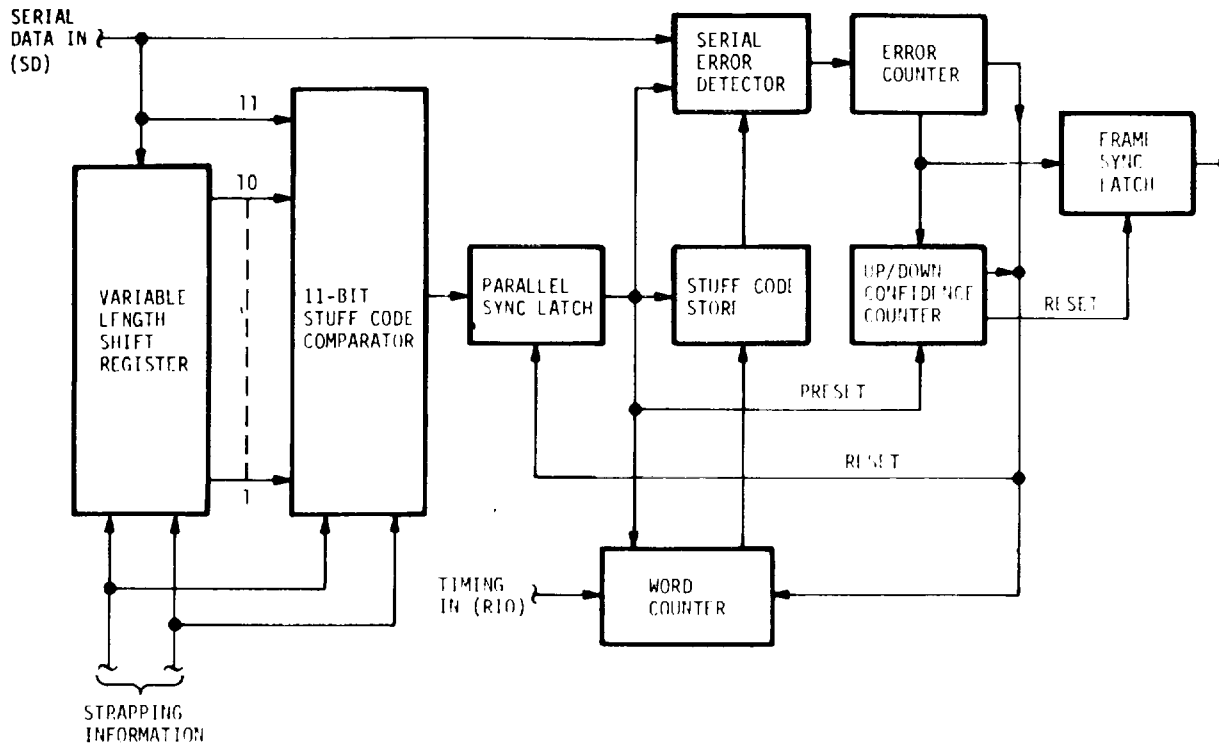 SERIAL
DATA IN
(SD)
11
10
1
VARIABLE
LENGTH
SHIFT
REGISTER
11-BIT
STUFF CODE
COMPARATOR
PARALLEL
SYNC LATCH
SERIAL
ERROR
DETECTOR
ERROR
COUNTER
FRAME
SYNC
LATCH
STUFF CODE
STORE
UP/DOWN
CONFIDENCE
COUNTER
RESET
PRESET
RESET
TIMING
IN (RIO)
WORD
COUNTER
STRAPPING
INFORMATION